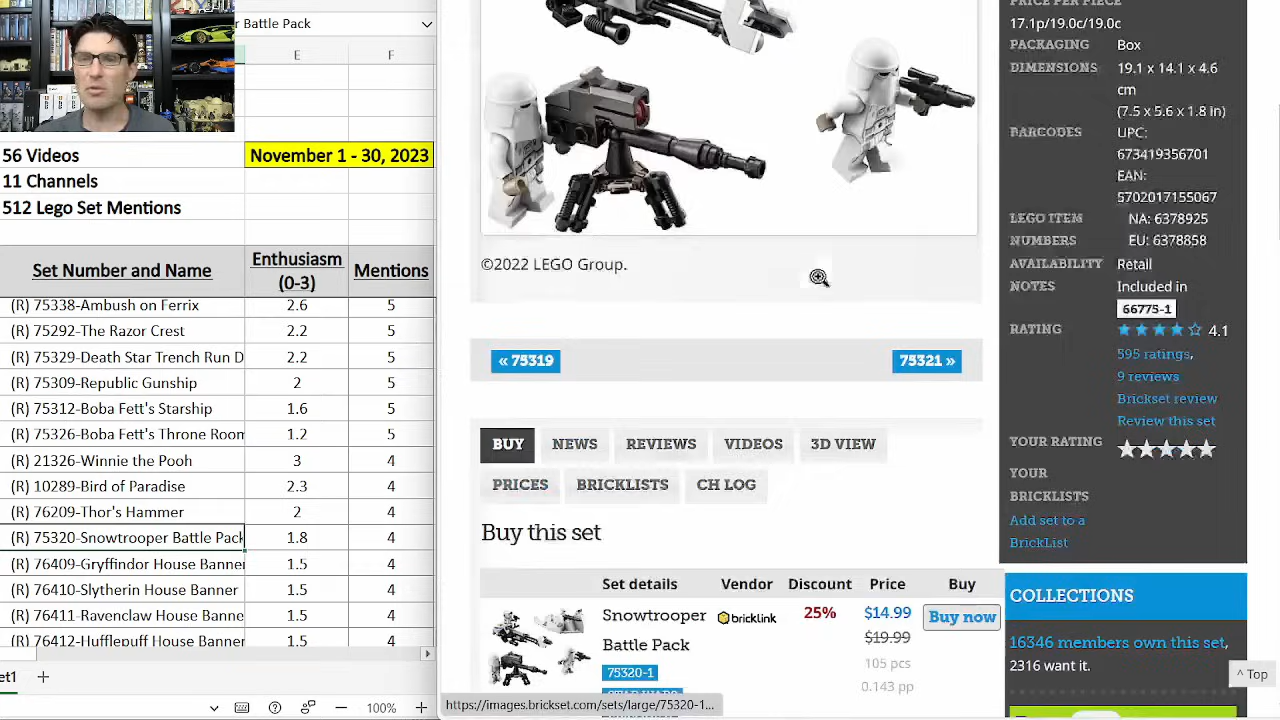 r Battle Pack
E
F
56 Videos
November 1 - 30, 2023
11 Channels
512 Lego Set Mentions
Set Number and Name
Enthusiasm (0-3)
Mentions
(R) 75338-Ambush on Ferrix 2.6 5
(R) 75292-The Razor Crest 2.2 5
(R) 75329-Death Star Trench Run D 2.2 5
(R) 75309-Republic Gunship 2 5
(R) 75312-Boba Fett's Starship 1.6 5
(R) 75326-Boba Fett's Throne Room 1.2 5
(R) 21326-Winnie the Pooh 3 4
(R) 10289-Bird of Paradise 2.3 4
(R) 76209-Thor's Hammer 2 4
(R) 75320-Snowtrooper Battle Pack 1.8 4
(R) 76409-Gryffindor House Banner 1.5 4
(R) 76410-Slytherin House Banner 1.5 4
(R) 76411-Ravenclaw House Banne 1.5 4
(R) 76412-Hufflepuff House Banner 1.5 4
et1
100%
©2022 LEGO Group.
« 75319
75321 »
BUY NEWS REVIEWS VIDEOS 3D VIEW
PRICES BRICKLISTS CH LOG
Buy this set
Set details Vendor Discount Price Buy
Snowtrooper Battle Pack
75320-1
STAR WARS
bricklink
25%
$14.99
$19.99
105 pcs
0.143 pp
Buy now
https://images.brickset.com/sets/large/75320-1...
PRICE PER PIECE
17.1p/19.0c/19.0c
PACKAGING Box
DIMENSIONS 19.1 x 14.1 x 4.6
cm
(7.5 x 5.6 x 1.8 in)
BARCODES UPC:
673419356701
EAN:
5702017155067
LEGO ITEM NUMBERS
NA: 6378925
EU: 6378858
AVAILABILITY Retail
NOTES Included in
66775-1
RATING 4.1
595 ratings,
9 reviews
Brickset review
Review this set
YOUR RATING
YOUR BRICKLISTS
Add set to a
BrickList
COLLECTIONS
16346 members own this set,
2316 want it.
^ Top